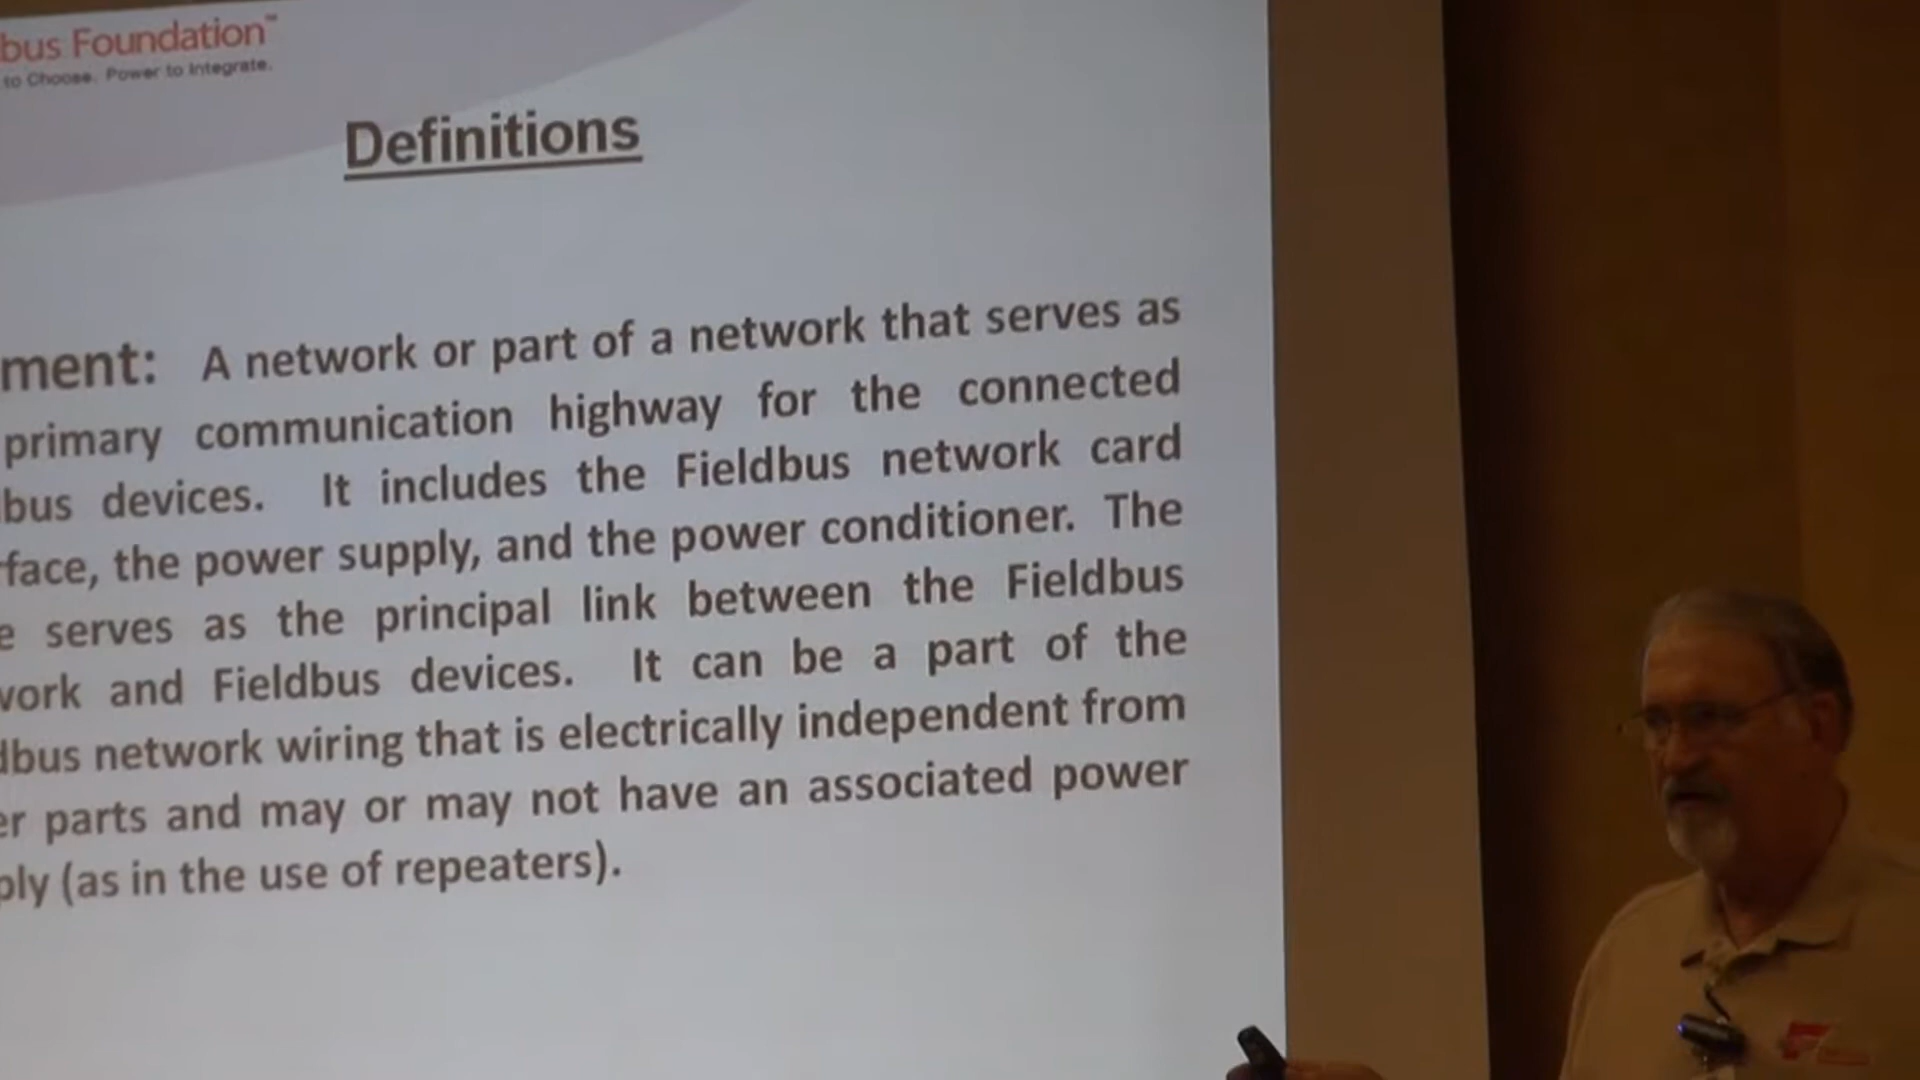 bus Foundation™
to Choose. Power to Integrate.
Definitions
ment: A network or part of a network that serves as
primary communication highway for the connected
bus devices. It includes the Fieldbus network card
rface, the power supply, and the power conditioner. The
e serves as the principal link between the Fieldbus
work and Fieldbus devices. It can be a part of the
dbus network wiring that is electrically independent from
er parts and may or may not have an associated power
ply (as in the use of repeaters).